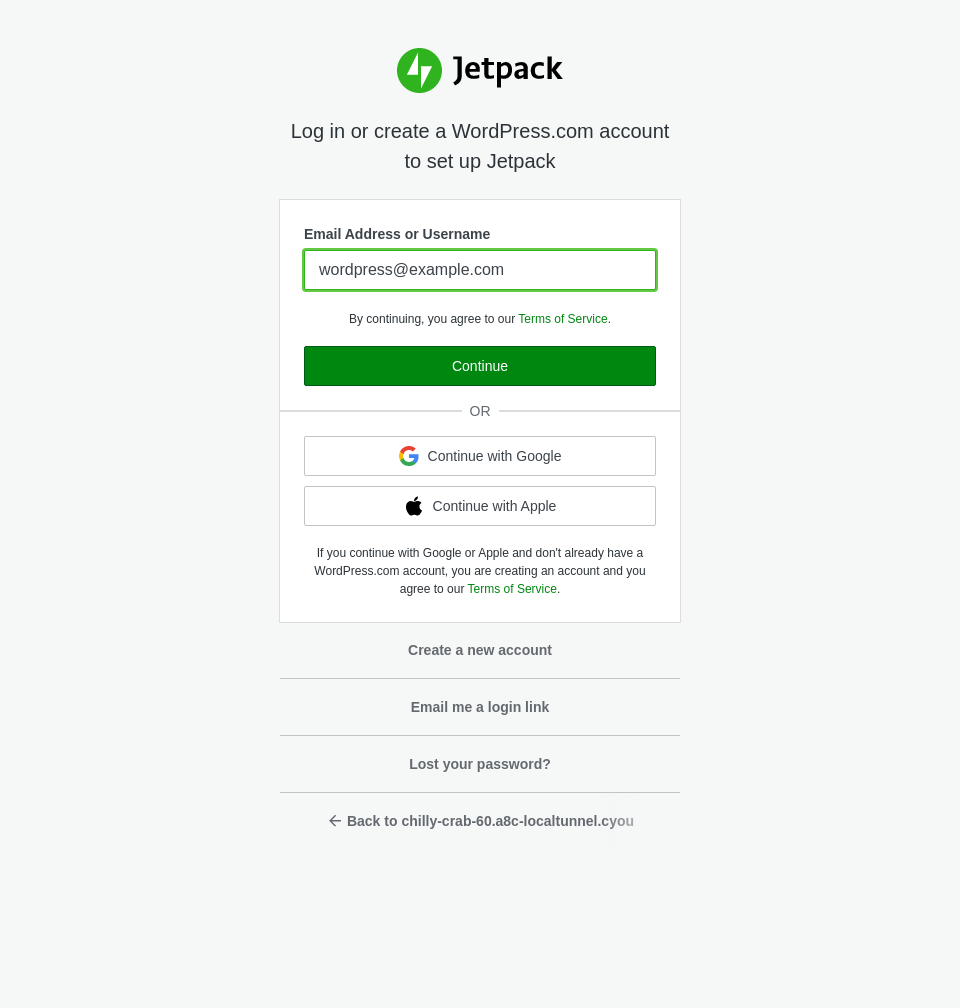 Jetpack
Log in or create a WordPress.com account
to set up Jetpack
Email Address or Username
wordpress@example.com
By continuing, you agree to our Terms of Service.
Continue
OR
Continue with Google
Continue with Apple
If you continue with Google or Apple and don't already have a
WordPress.com account, you are creating an account and you
agree to our Terms of Service.
Create a new account
Email me a login link
Lost your password?
Back to chilly-crab-60.a8c-localtunnel.cyou